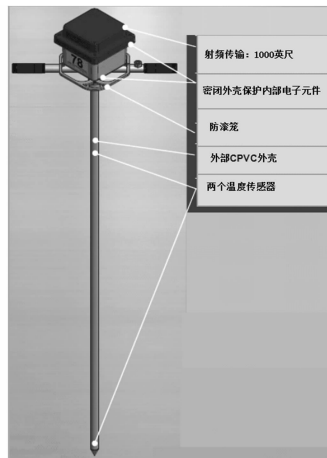 78
射频传输：1000英尺
密闭外壳保护内部电子元件
防滚笼
外部CPVC外壳
两个温度传感器